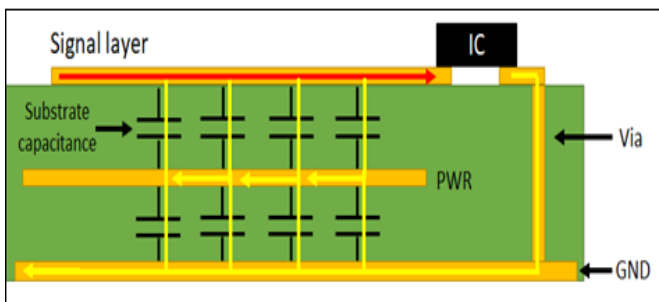 Signal layer
IC
Substrate
capacitance
Via
PWR
GND